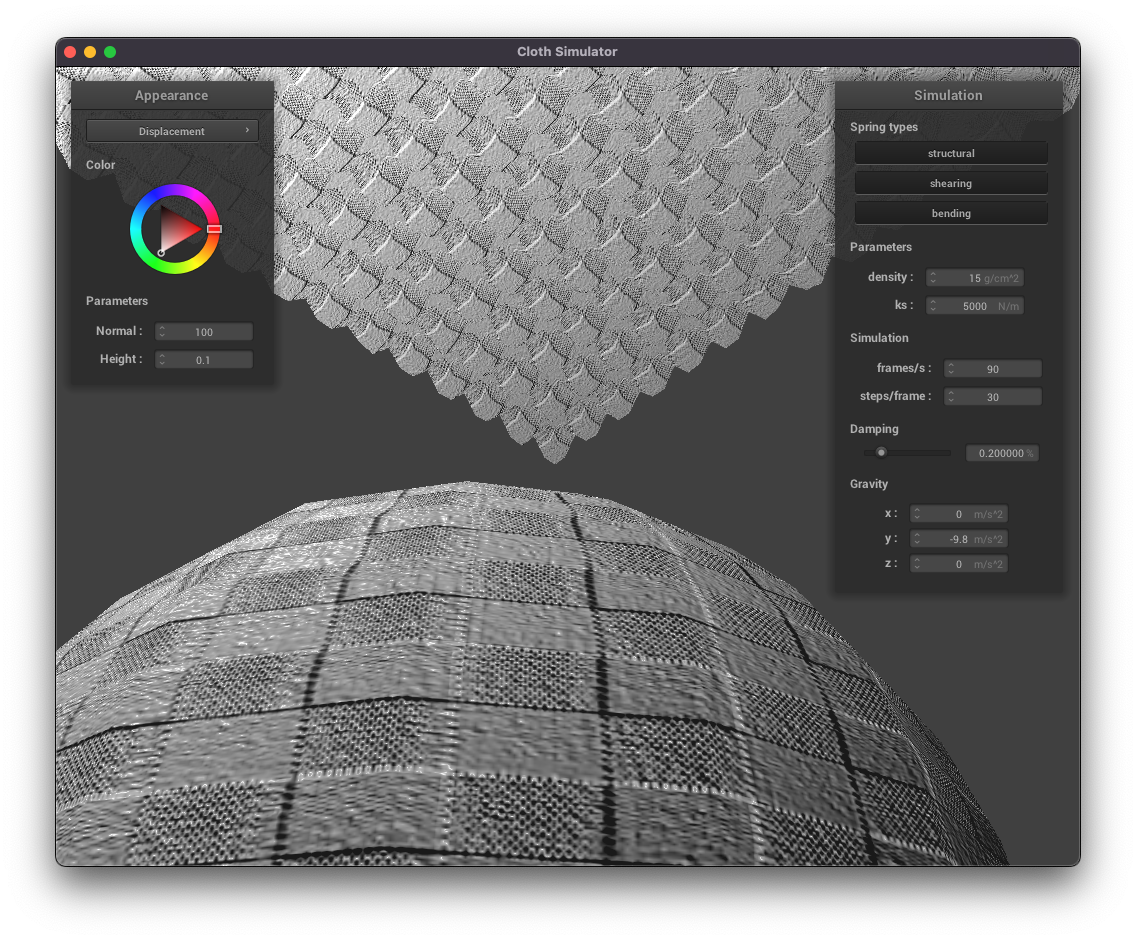 Cloth Simulator
Appearance
Displacement
Color
Parameters
Normal : 100
Height : 0.1
Simulation
Spring types
structural
shearing
bending
Parameters
density : 15 g/cm^2
ks : 5000 N/m
Simulation
frames/s : 90
steps/frame : 30
Damping
0.200000 %
Gravity
x : 0 m/s^2
y : -9.8 m/s^2
z : 0 m/s^2